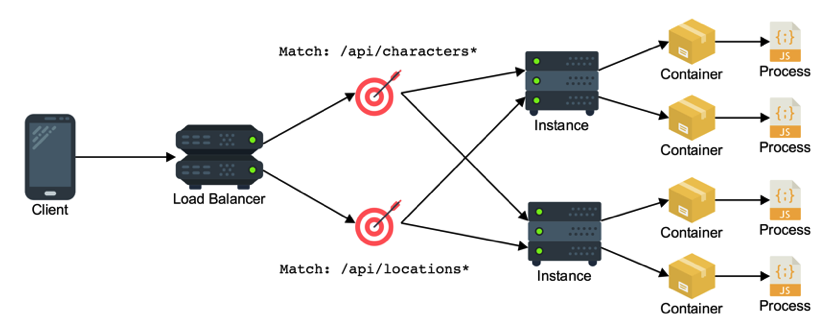 Match: /api/characters*
Container
Process
Instance
Container
Process
Client
Load Balancer
Match: /api/locations*
Instance
Container
Process
Container
Process
{;}
JS
{;}
JS
{;}
JS
{;}
JS